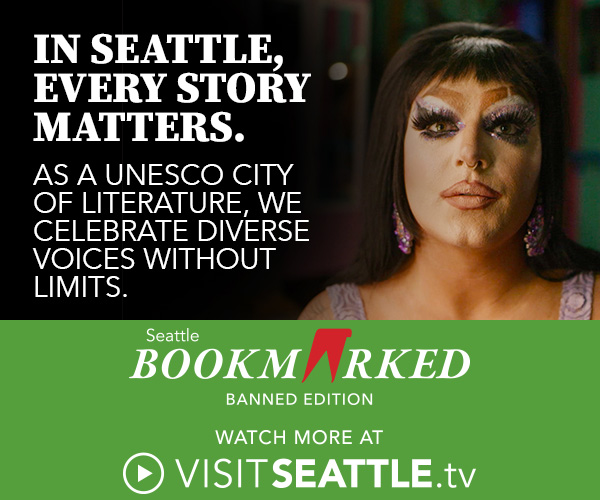 IN SEATTLE,
EVERY STORY
MATTERS.
AS A UNESCO CITY
OF LITERATURE, WE
CELEBRATE DIVERSE
VOICES WITHOUT
LIMITS.
Seattle
BOOKMARKED
BANNED EDITION
WATCH MORE AT
VISITSEATTLE.tv